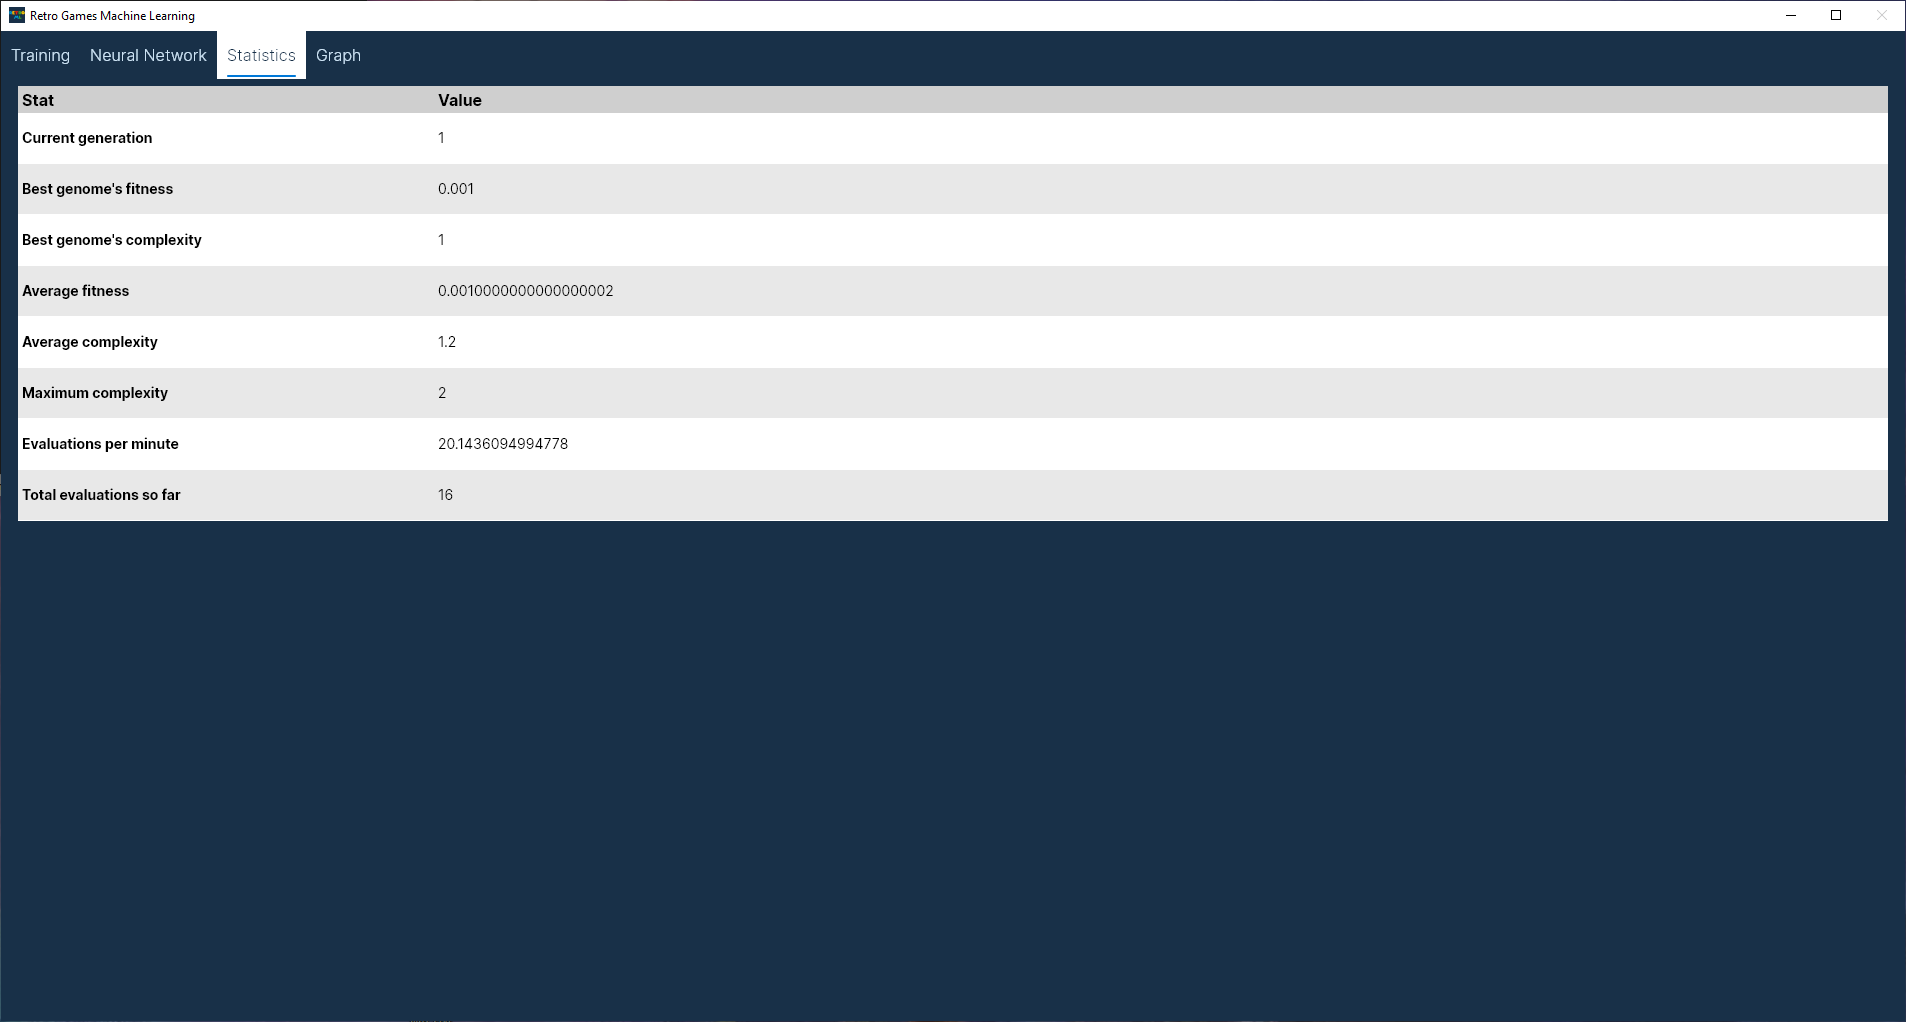 Retro Games Machine Learning
Training Neural Network Statistics Graph
Stat Value
Current generation 1
Best genome's fitness 0.001
Best genome's complexity 1
Average fitness 0.0010000000000000002
Average complexity 1.2
Maximum complexity 2
Evaluations per minute 20.1436094994778
Total evaluations so far 16